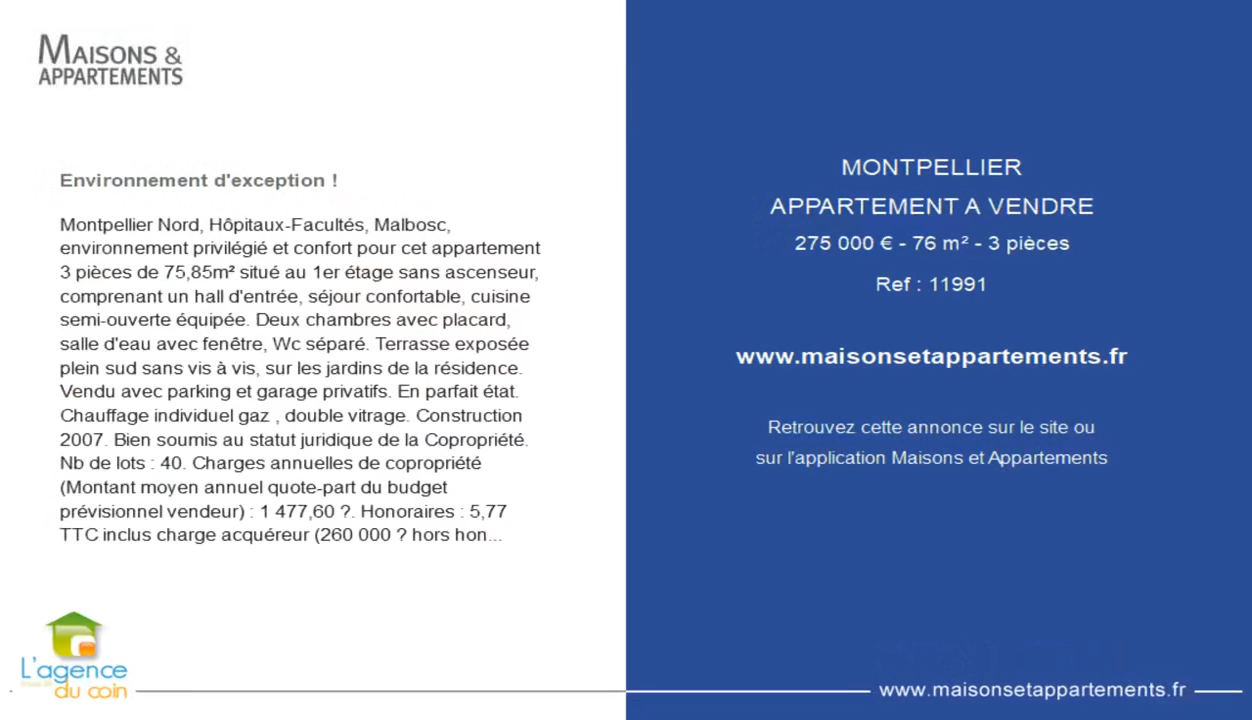 MAISONS &
APPARTEMENTS
Environnement d'exception !
Montpellier Nord, Hôpitaux-Facultés, Malbosc,
environnement privilégié et confort pour cet appartement
3 pièces de 75,85m² situé au 1er étage sans ascenseur,
comprenant un hall d'entrée, séjour confortable, cuisine
semi-ouverte équipée. Deux chambres avec placard,
salle d'eau avec fenêtre, Wc séparé. Terrasse exposée
plein sud sans vis à vis, sur les jardins de la résidence.
Vendu avec parking et garage privatifs. En parfait état.
Chauffage individuel gaz , double vitrage. Construction
2007. Bien soumis au statut juridique de la Copropriété.
Nb de lots : 40. Charges annuelles de copropriété
(Montant moyen annuel quote-part du budget
prévisionnel vendeur) : 1 477,60 ?. Honoraires : 5,77
TTC inclus charge acquéreur (260 000 ? hors hon...
L'agence
du coin
MONTPELLIER
APPARTEMENT A VENDRE
275 000 € - 76 m² - 3 pièces
Ref : 11991
www.maisonsetappartements.fr
Retrouvez cette annonce sur le site ou
sur l'application Maisons et Appartements
www.maisonsetappartements.fr